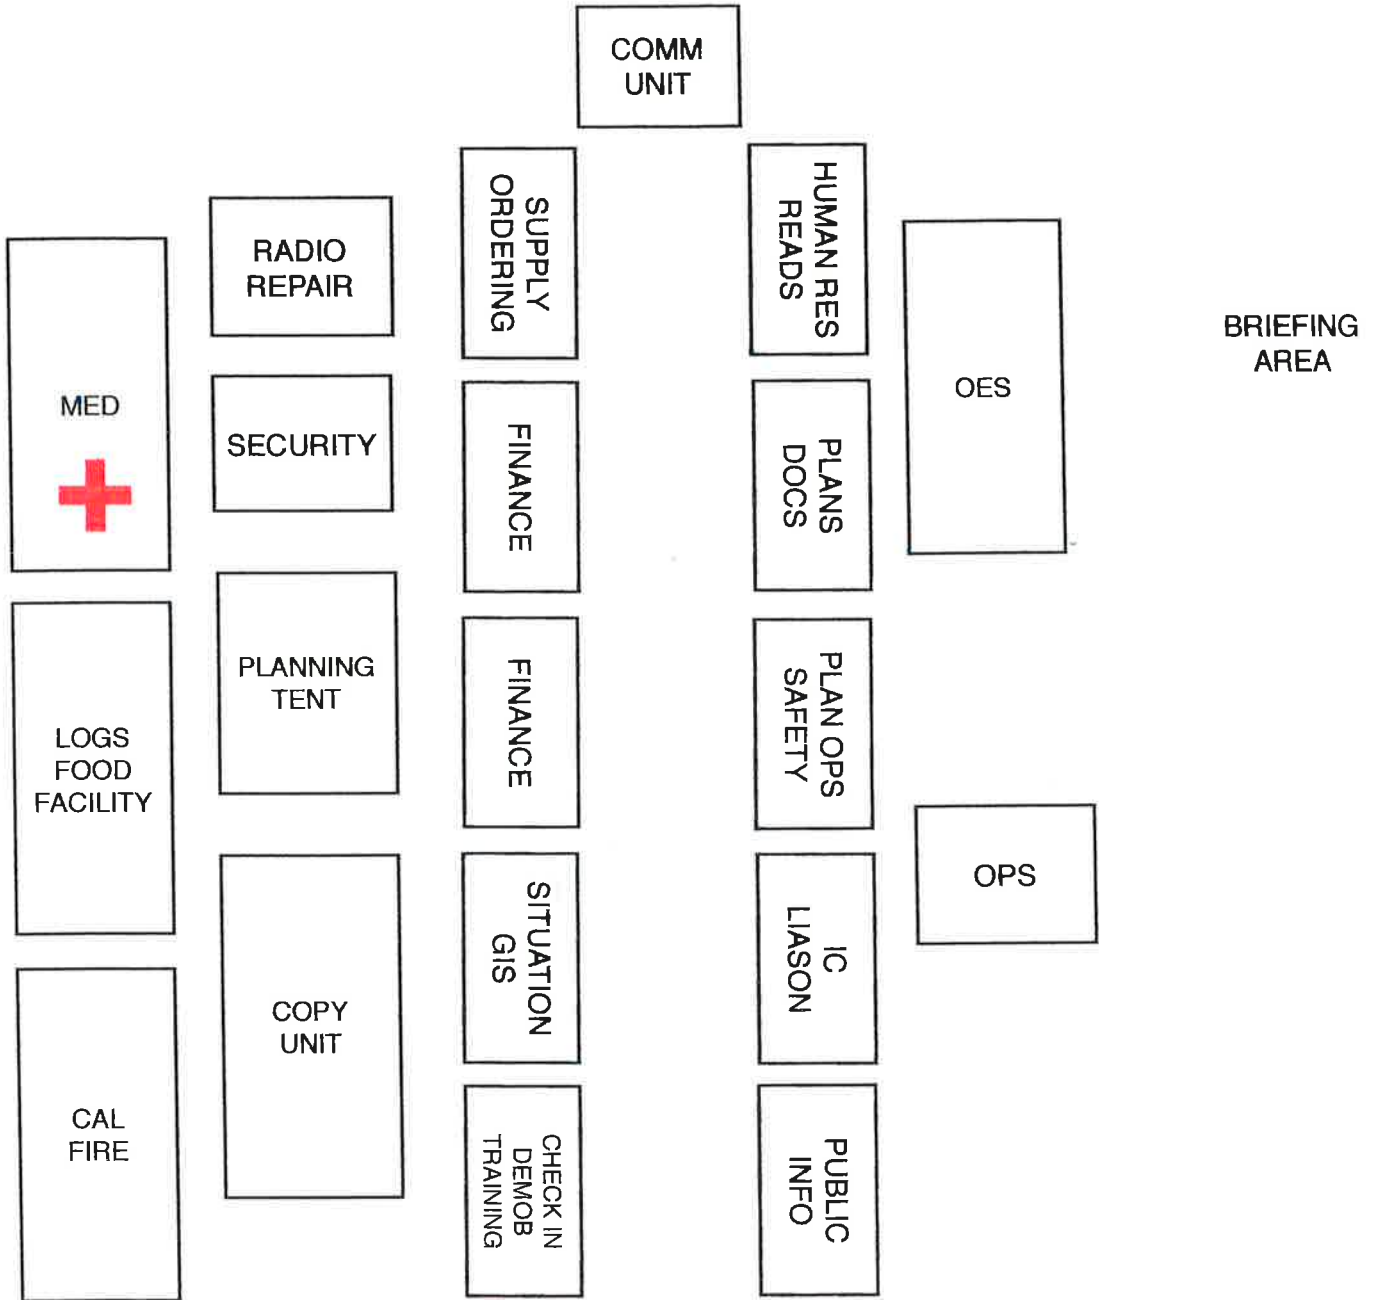 COMM
UNIT
SUPPLY
ORDERING
HUMAN RES
READS
RADIO
REPAIR
MED
SECURITY
FINANCE
PLANS
DOCS
OES
BRIEFING
AREA
LOGS
FOOD
FACILITY
PLANNING
TENT
FINANCE
PLAN OPS
SAFETY
OPS
CAL
FIRE
COPY
UNIT
SITUATION
GIS
IC
LIASON
CHECK IN
DEMOB
TRAINING
PUBLIC
INFO